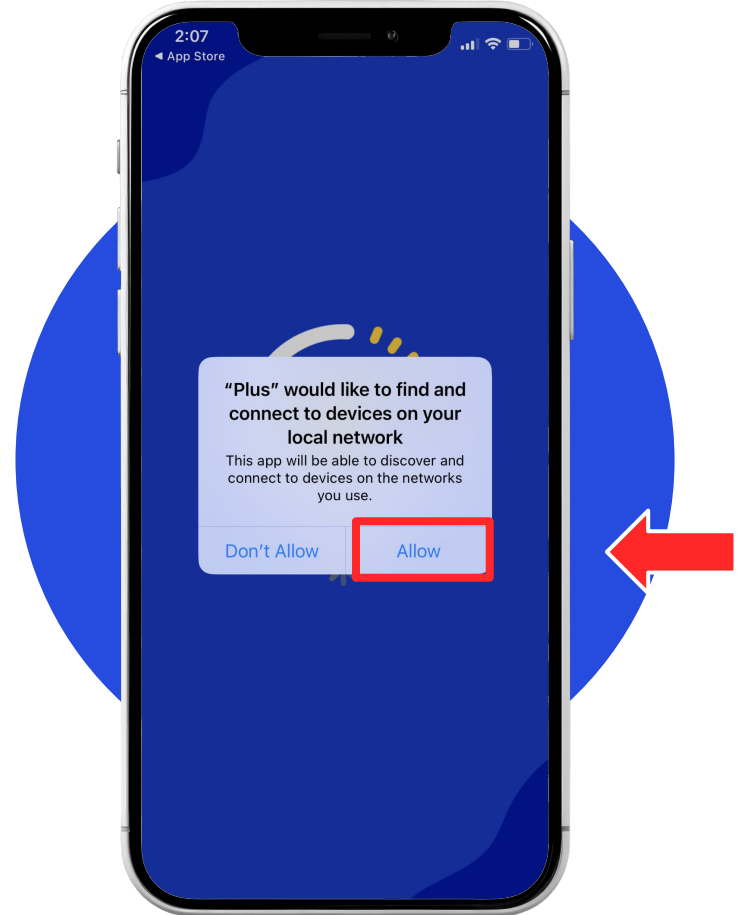 2:07
◀ App Store
“Plus” would like to find and
connect to devices on your
local network
This app will be able to discover and
connect to devices on the networks
you use.
Don’t Allow
Allow